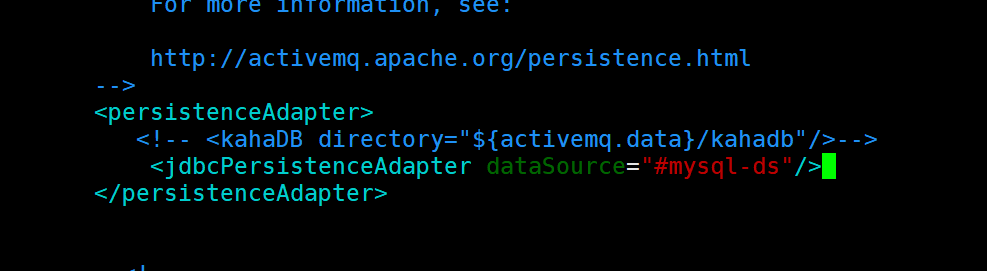 For more information, see:
http://activemq.apache.org/persistence.html
-->
<persistenceAdapter>
<!-- <kahaDB directory="${activemq.data}/kahadb"/>-->
<jdbcPersistenceAdapter dataSource="#mysql-ds"/>
</persistenceAdapter>